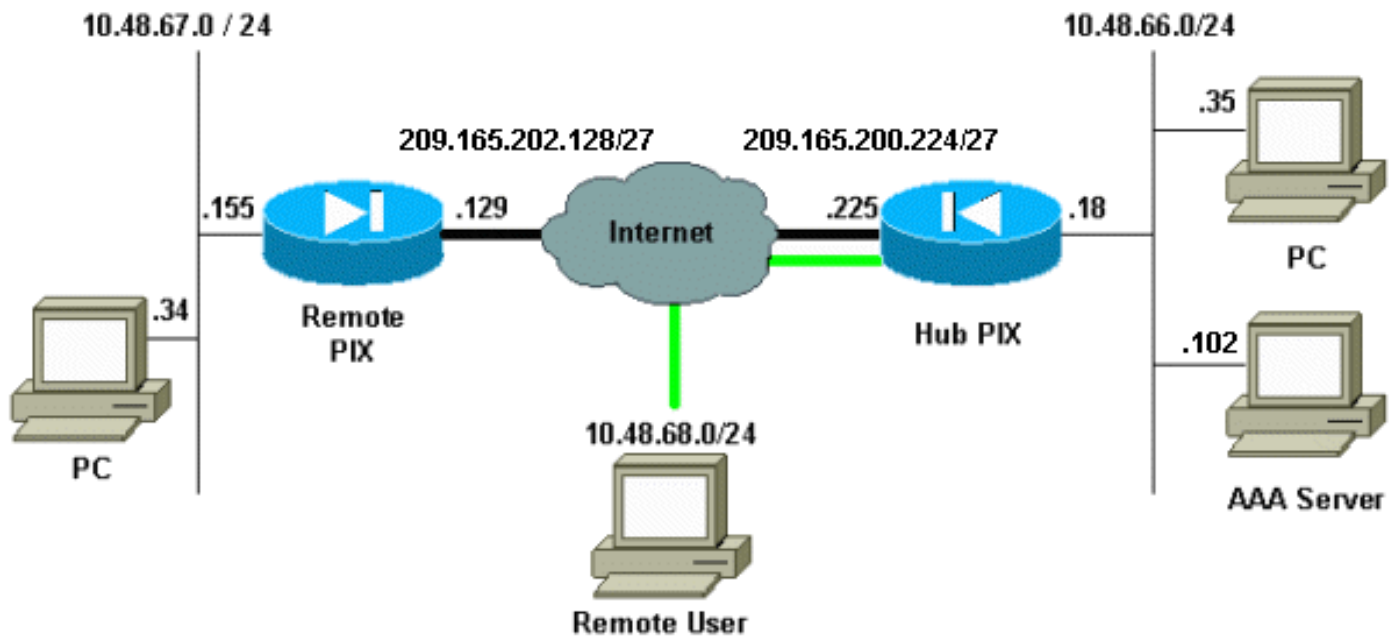 10.48.67.0 / 24
10.48.66.0/24
.35
209.165.202.128/27
209.165.200.224/27
.155
.129
Internet
.225
.18
PC
.34
Remote
PIX
Hub PIX
.102
10.48.68.0/24
PC
AAA Server
Remote User